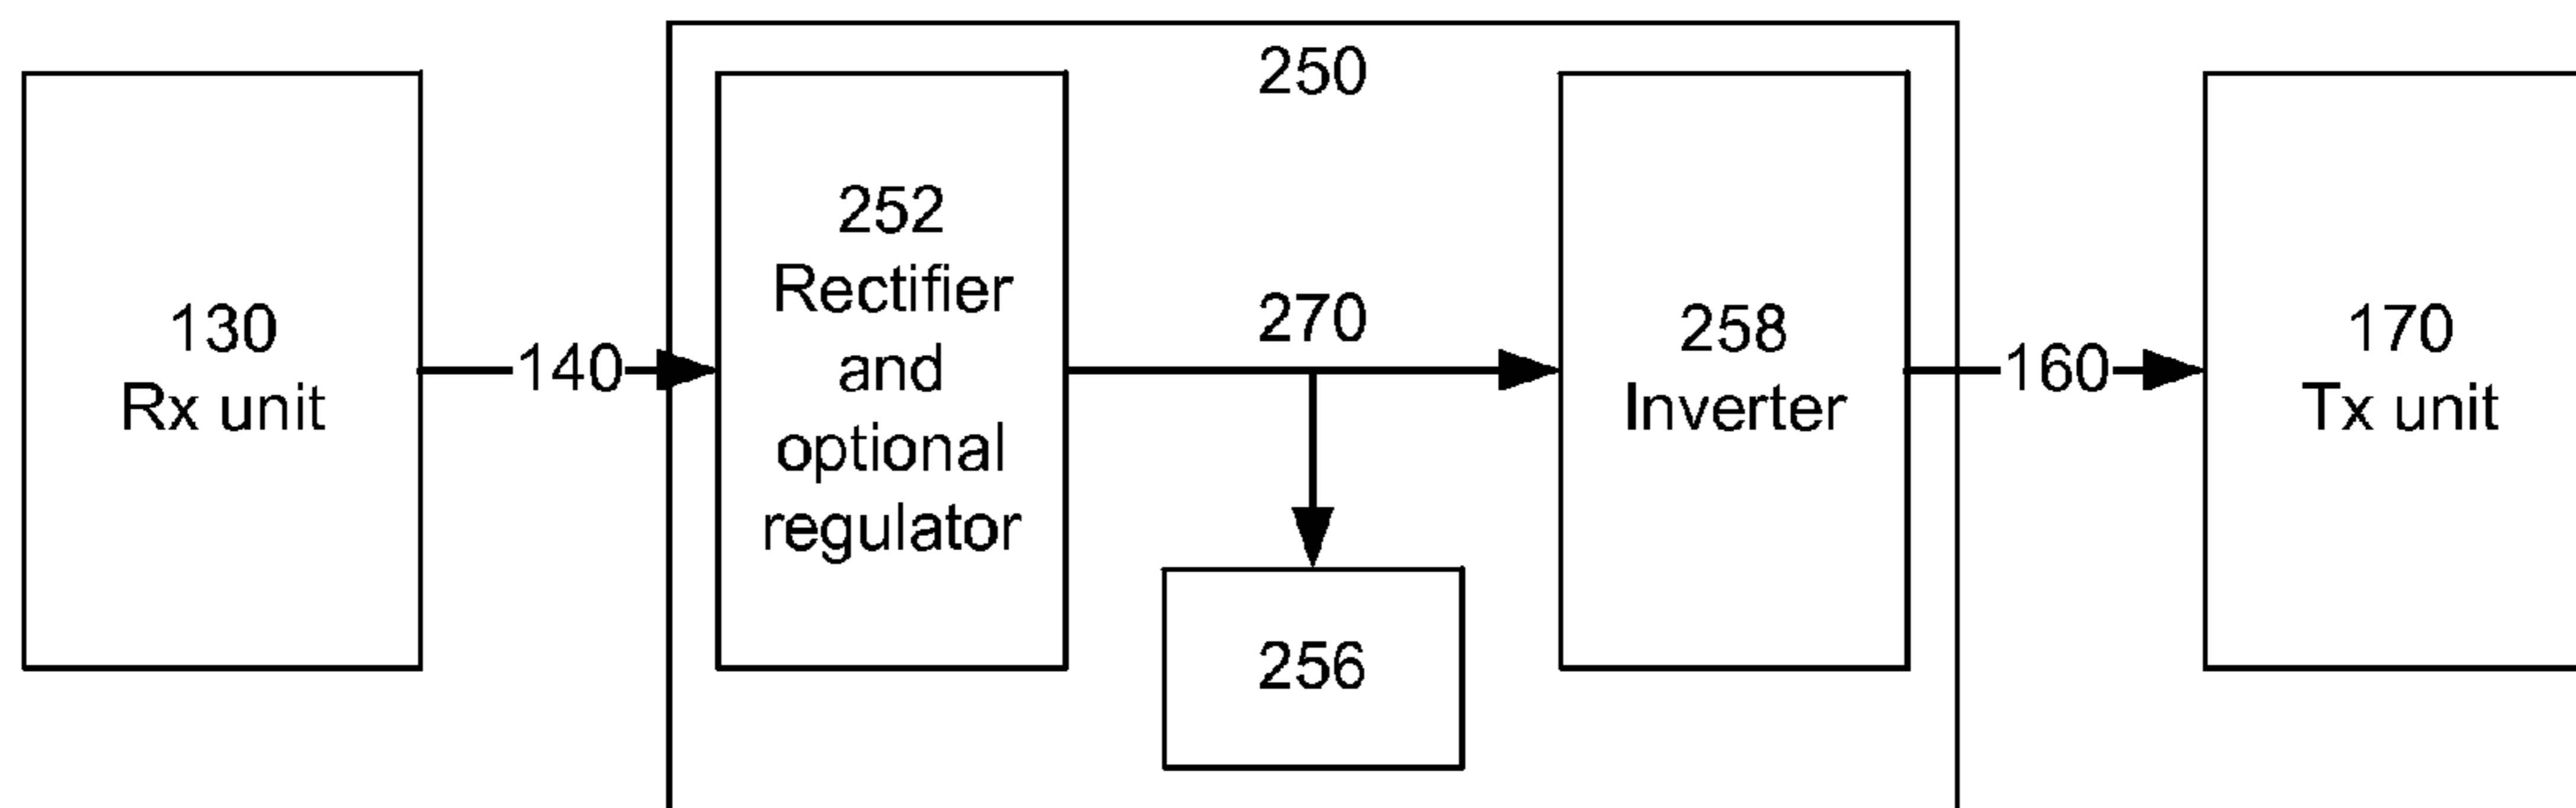 250
130
Rx unit
140
252
Rectifier
and
optional
regulator
270
256
258
Inverter
160
170
Tx unit